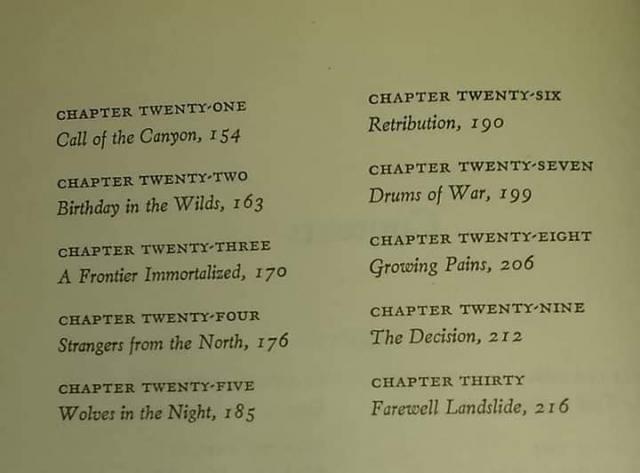 CHAPTER TWENTY-ONE
Call of the Canyon, 154
CHAPTER TWENTY-TWO
Birthday in the Wilds, 163
CHAPTER TWENTY-THREE
A Frontier Immortalized, 170
CHAPTER TWENTY-FOUR
Strangers from the North, 176
CHAPTER TWENTY-FIVE
Wolves in the Night, 185
CHAPTER TWENTY-SIX
Retribution, 190
CHAPTER TWENTY-SEVEN
Drums of War, 199
CHAPTER TWENTY-EIGHT
Growing Pains, 206
CHAPTER TWENTY-NINE
The Decision, 212
CHAPTER THIRTY
Farewell Landslide, 216